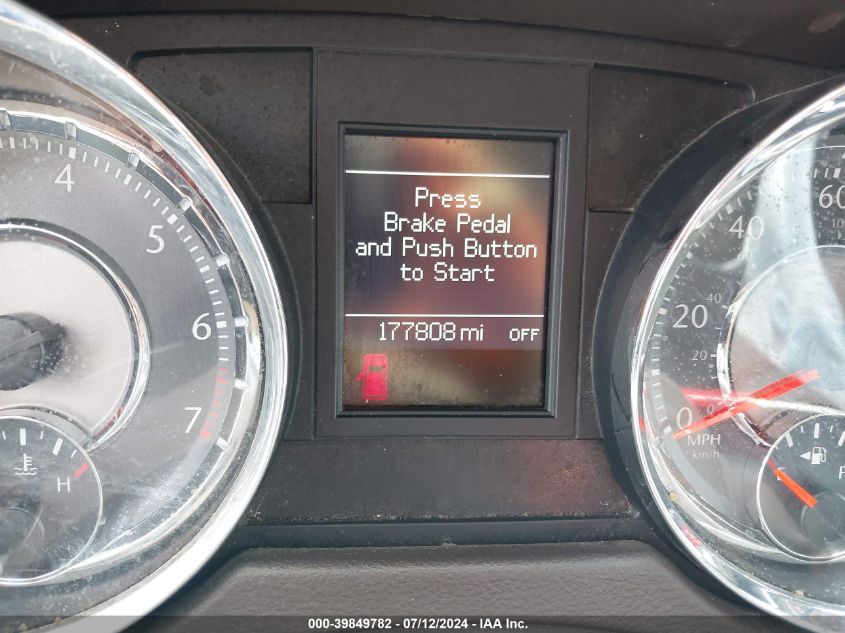 Press
Brake Pedal
and Push Button
to Start
177808 mi OFF
4
5
6
7
H
60
40
20
0
MPH
km/h
40
20
0
E
F
000-39849782 - 07/12/2024 - IAA Inc.